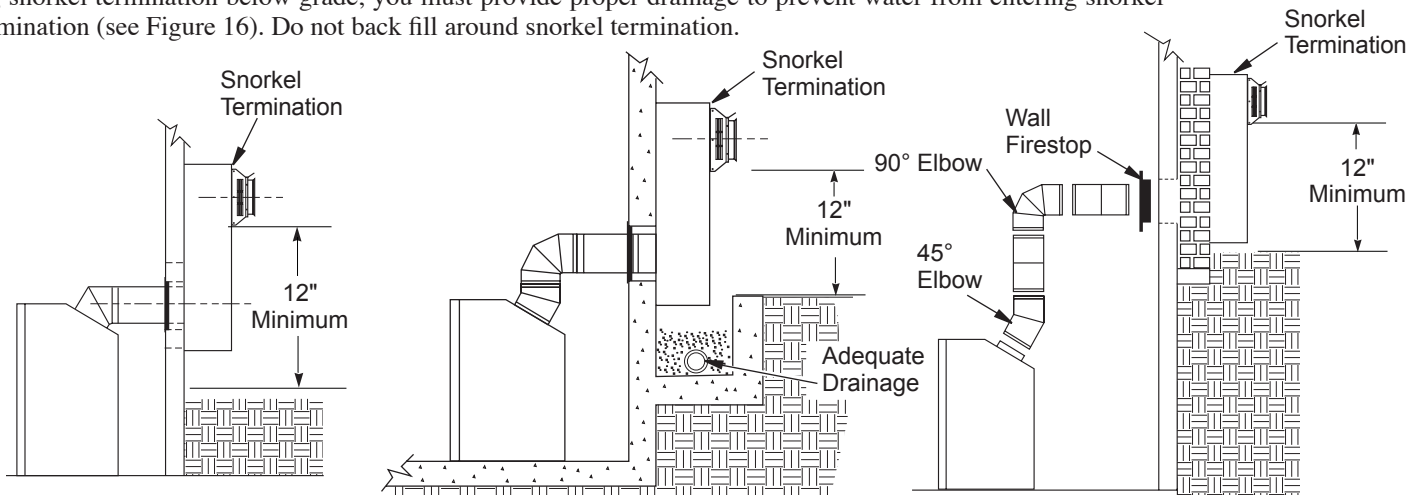 snorkel termination below grade, you must provide proper drainage to prevent water from entering snorkel
mination (see Figure 16). Do not back fill around snorkel termination.
Snorkel
Termination
12"
Minimum
Snorkel
Termination
12"
Minimum
Adequate
Drainage
Snorkel
Termination
Wall
Firestop
90° Elbow
45°
Elbow
12"
Minimum